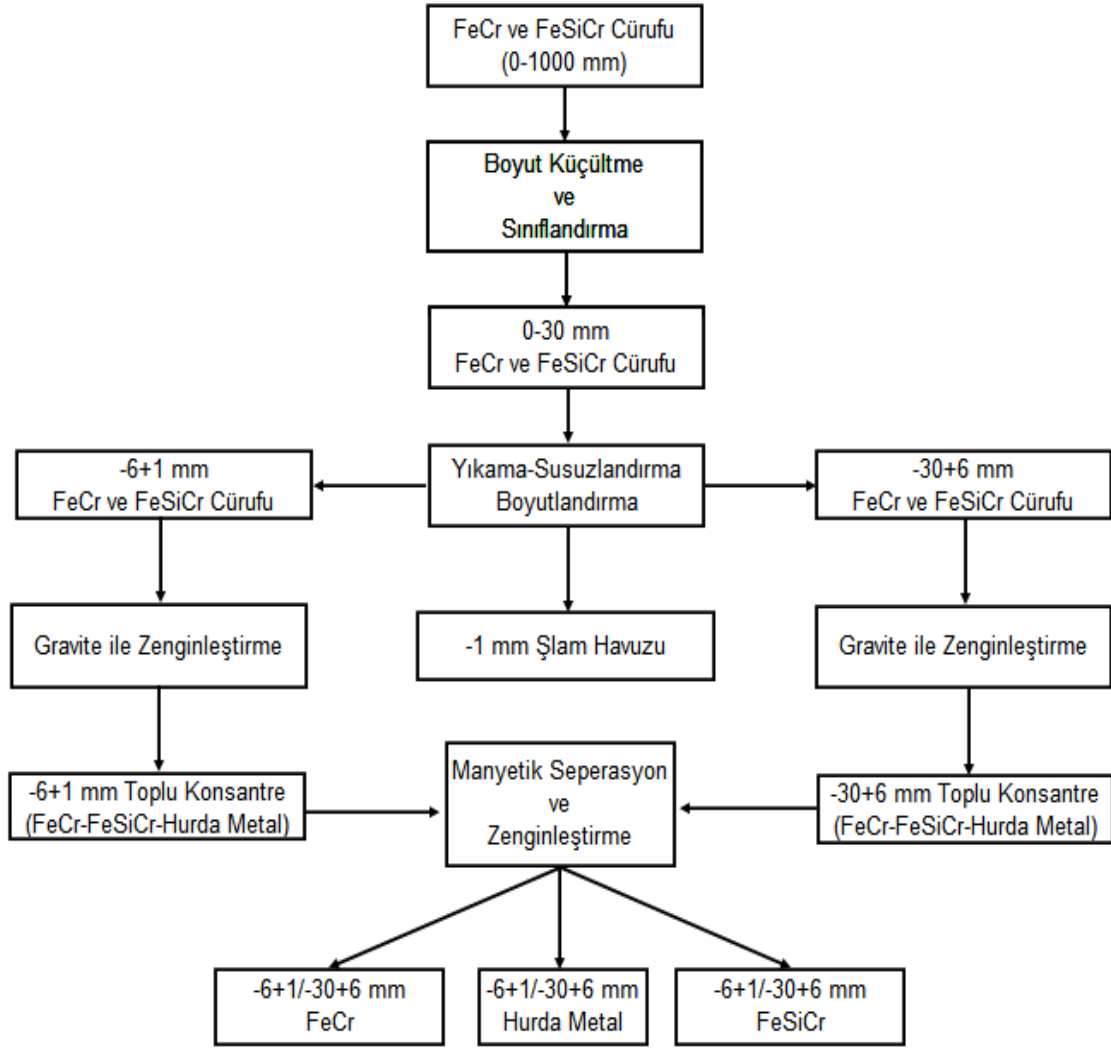 FeCr ve FeSiCr Cürufu
(0-1000 mm)
Boyut Küçültme
ve
Sınıflandırma
0-30 mm
FeCr ve FeSiCr Cürufu
-6+1 mm
FeCr ve FeSiCr Cürufu
Yıkama-Susuzlandırma
Boyutlandırma
-30+6 mm
FeCr ve FeSiCr Cürufu
Gravite ile Zenginleştirme
-1 mm Şlam Havuzu
Gravite ile Zenginleştirme
-6+1 mm Toplu Konsantre
(FeCr-FeSiCr-Hurda Metal)
Manyetik Seperasyon
ve
Zenginleştirme
-30+6 mm Toplu Konsantre
(FeCr-FeSiCr-Hurda Metal)
-6+1/-30+6 mm
FeCr
-6+1/-30+6 mm
Hurda Metal
-6+1/-30+6 mm
FeSiCr